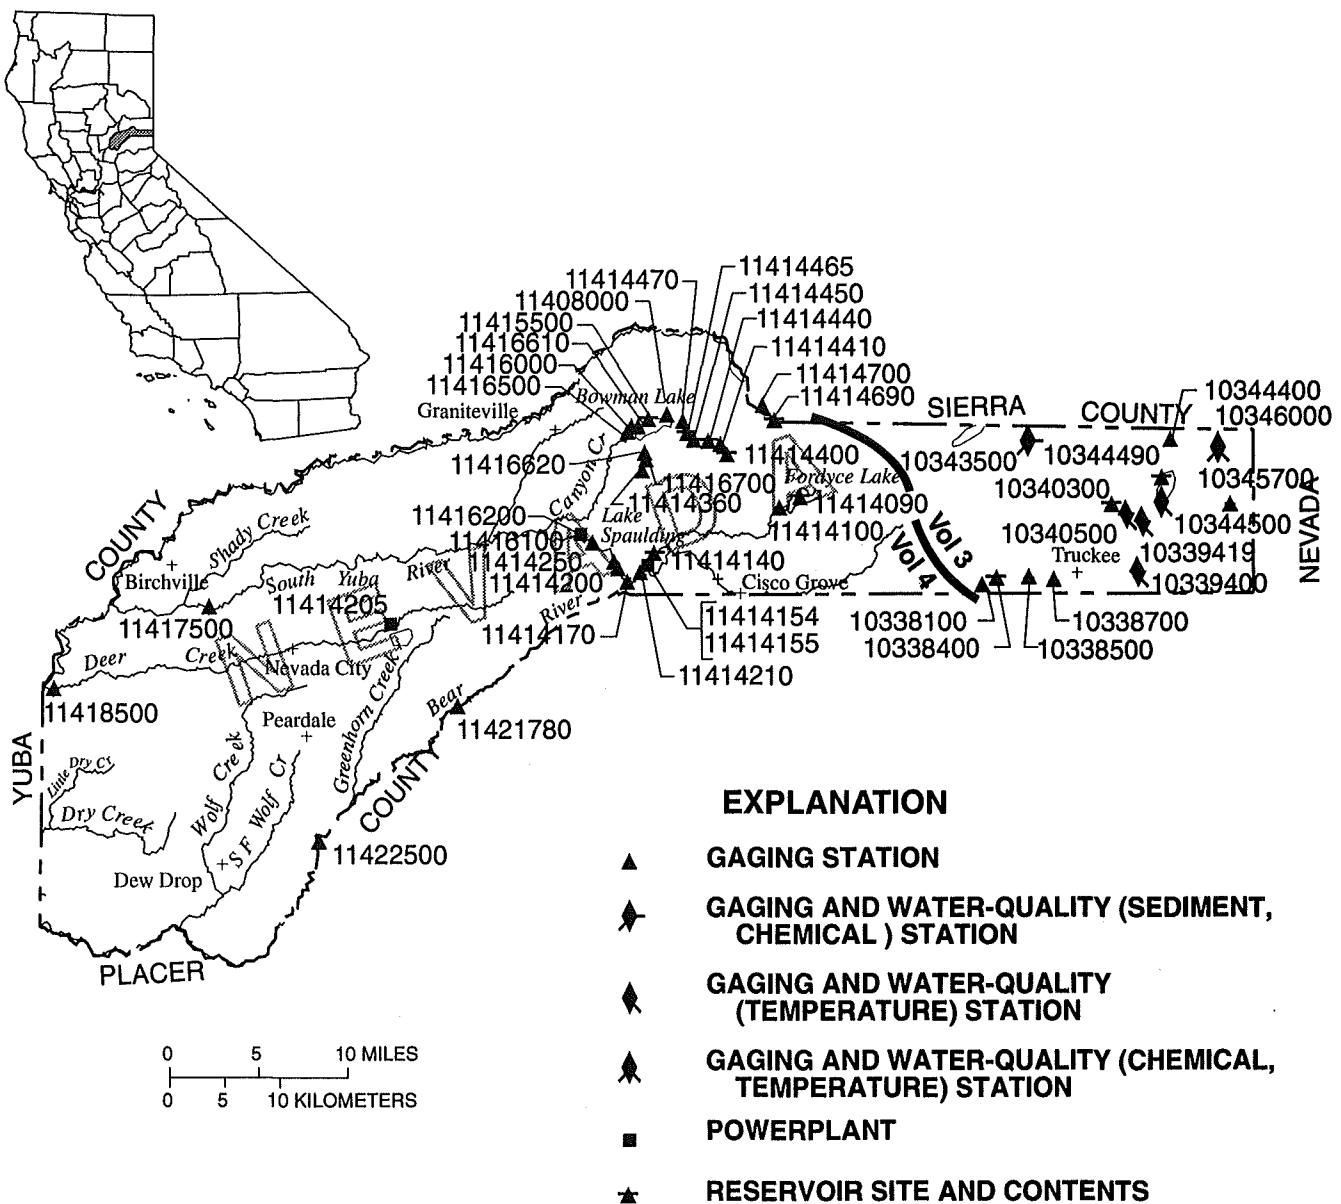 11414465
11414470
11414450
11408000
11414440
11415500
11416610
11414410
11416000
11414700
11416500
11414690
Graniteville
Bowman Lake
SIERRA COUNTY
10344400
10346000
11416620
Canyon Cr
11414400
10343500
10344490
11416700
Fordyce Lake
10345700
11414360
11414090
10340300
11416200
Lake
Spaulding
11414100
10344500
COUNTY
Shady Creek
11416100
Vol 3
Vol 4
10340500
NEVADA
11414250
11414140
Truckee
10339419
Birchville
South Yuba River
11414200
Cisco Grove
10339400
11414205
River
11414154
11417500
11414170
11414155
10338100
10338700
10338400
10338500
Deer Creek
Nevada City
11414210
NEVADA
11418500
Peardale
Greenhorn Creek
Bear
11421780
YUBA
Little Dry Cr
Wolf Creek
S F Wolf Cr
COUNTY
Dry Creek
11422500
Dew Drop
PLACER
EXPLANATION
GAGING STATION
GAGING AND WATER-QUALITY (SEDIMENT,
CHEMICAL ) STATION
GAGING AND WATER-QUALITY
(TEMPERATURE) STATION
GAGING AND WATER-QUALITY (CHEMICAL,
TEMPERATURE) STATION
POWERPLANT
RESERVOIR SITE AND CONTENTS
0 5 10 MILES
0 5 10 KILOMETERS